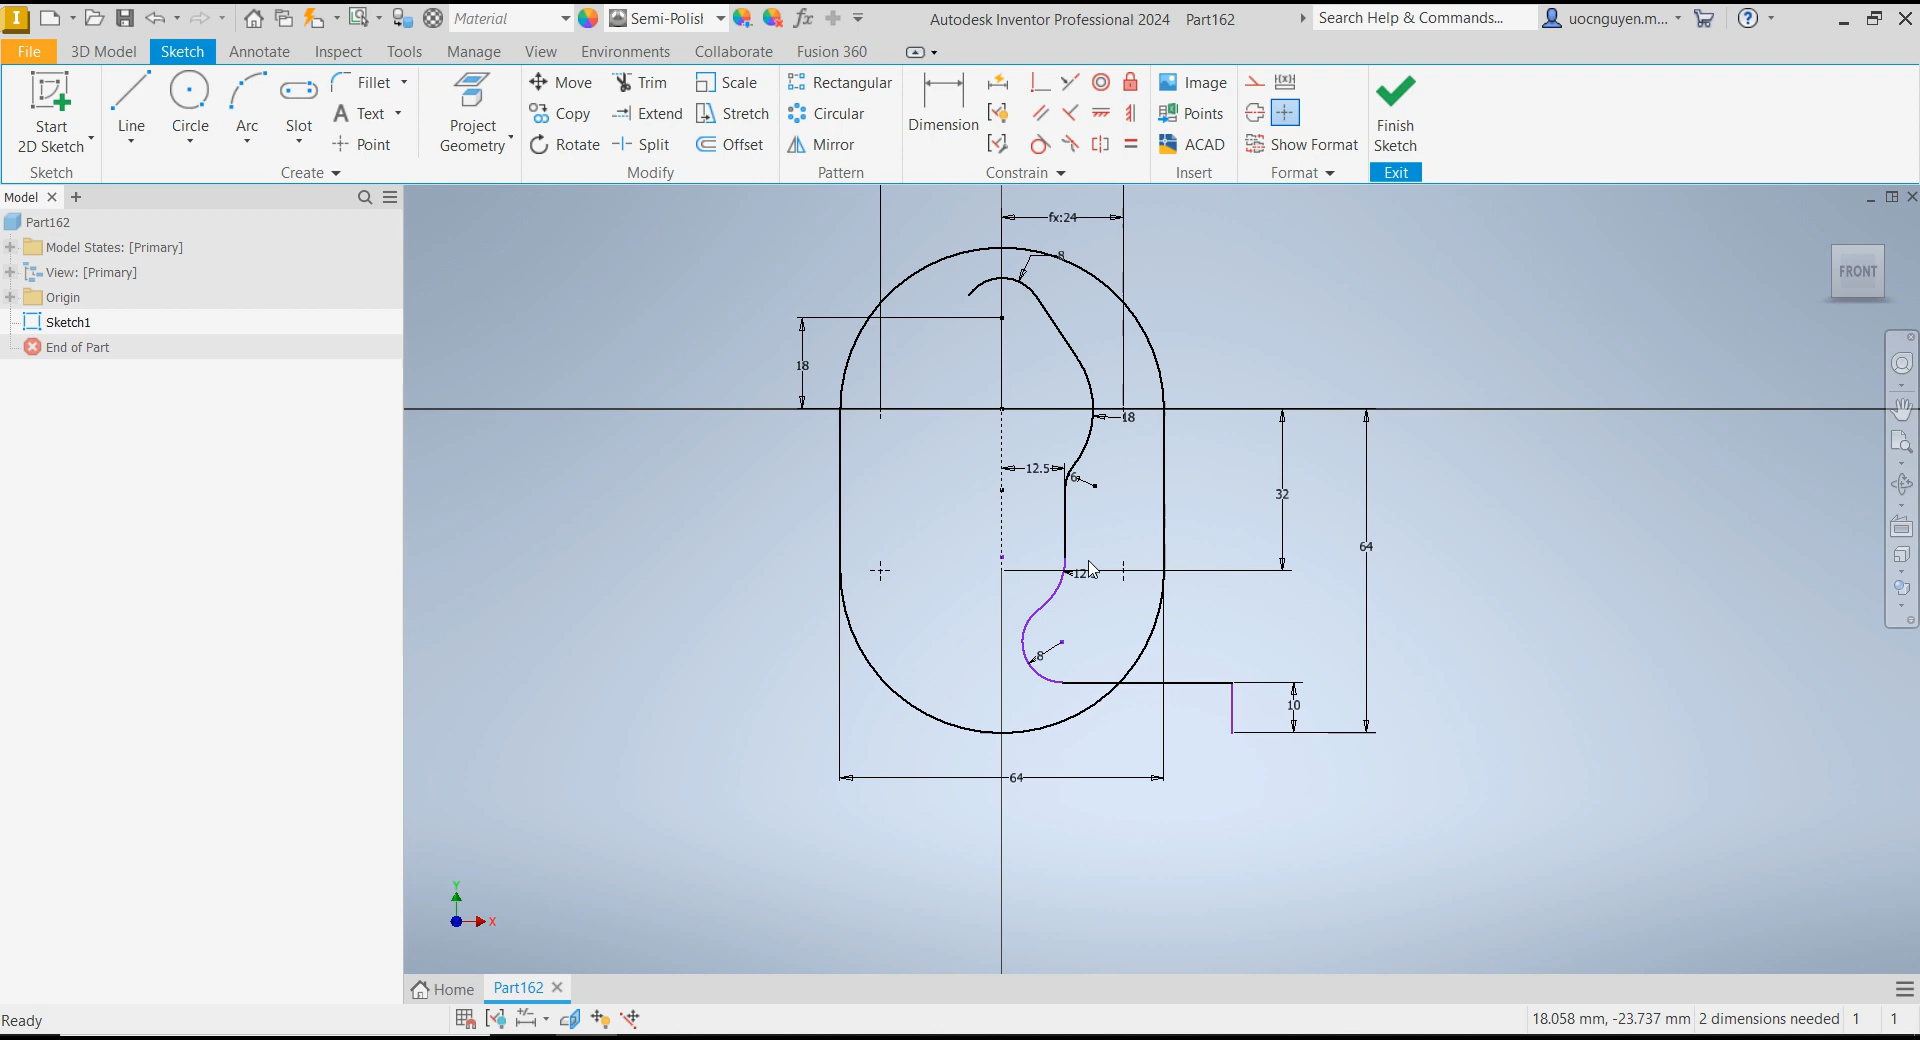 Material
Semi-Polish
Autodesk Inventor Professional 2024 Part162
Search Help & Commands...
uocnguyen.m...
File 3D Model Sketch Annotate Inspect Tools Manage View Environments Collaborate Fusion 360
Start 2D Sketch
Line
Circle
Arc
Slot
Fillet
Text
Point
Project Geometry
Move
Copy
Rotate
Trim
Extend
Split
Scale
Stretch
Offset
Rectangular
Circular
Mirror
Dimension
Image
Points
ACAD
Show Format
Finish Sketch
Sketch
Create
Modify
Pattern
Constrain
Insert
Format
Exit
Model
Part162
Model States: [Primary]
View: [Primary]
Origin
Sketch1
End of Part
fx:24
8
18
18
12.5
6
32
64
12
8
10
64
FRONT
Y
X
Home
Part162
Ready
18.058 mm, -23.737 mm
2 dimensions needed
1
1